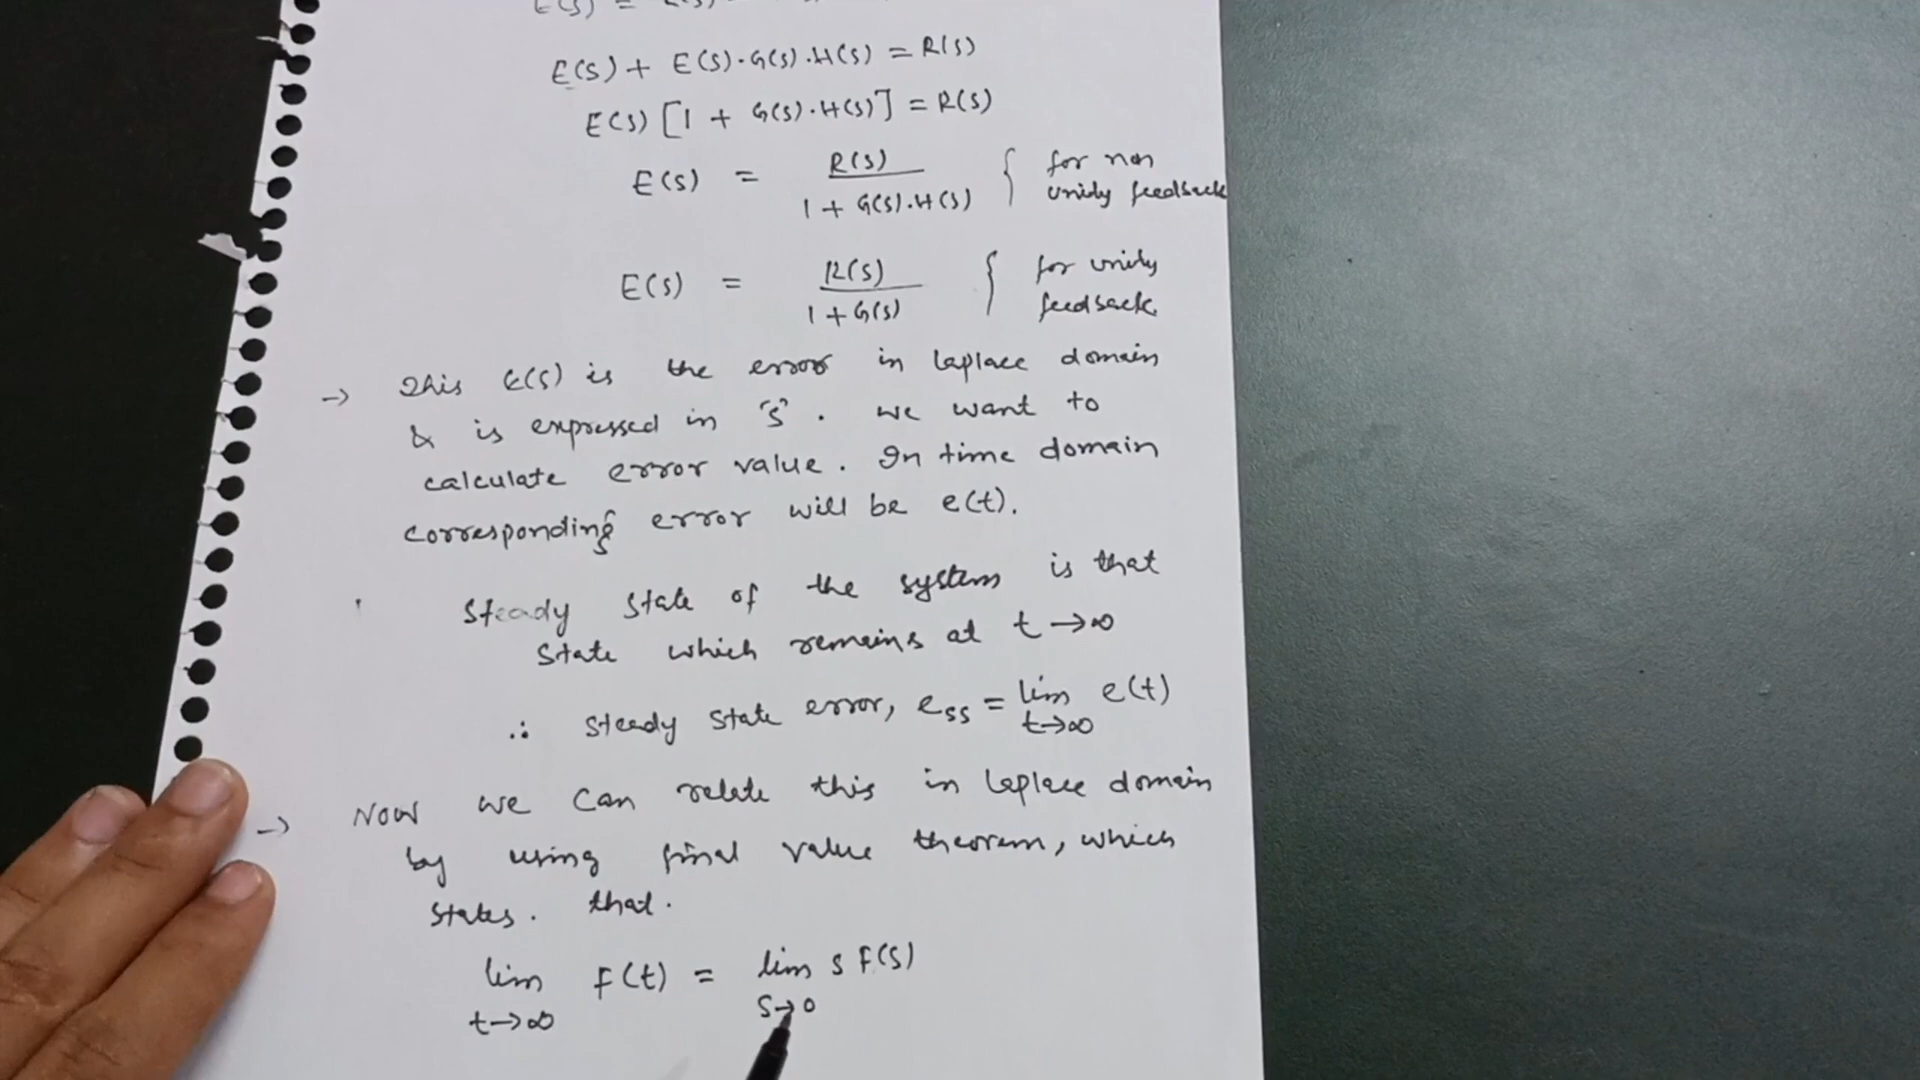 E(S) + E(S)·G(S)·H(S) = R(S)
E(S) [1 + G(S)·H(S)] = R(S)
E(S) = R(S) / 1 + G(S)·H(S) { for non unity feedback
E(S) = R(S) / 1 + G(S) { for unity feedback
→ This E(S) is the error in laplace domain
& is expressed in 's'. we want to
calculate error value. In time domain
corresponding error will be e(t).
Steady state of the system is that
state which remains at t→∞
∴ steady state error, ess = lim t→∞ e(t)
→ Now we can relate this in laplace domain
by using final value theorem, which
states. that.
lim t→∞ F(t) = lim S→0 s F(S)